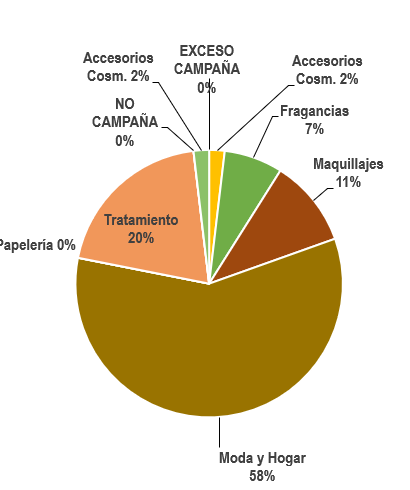 EXCESO
CAMPAÑA
0%
Accesorios
Cosm. 2%
Accesorios
Cosm. 2%
NO
CAMPAÑA
0%
Fragancias
7%
Maquillajes
11%
Tratamiento
20%
Papelería 0%
Moda y Hogar
58%